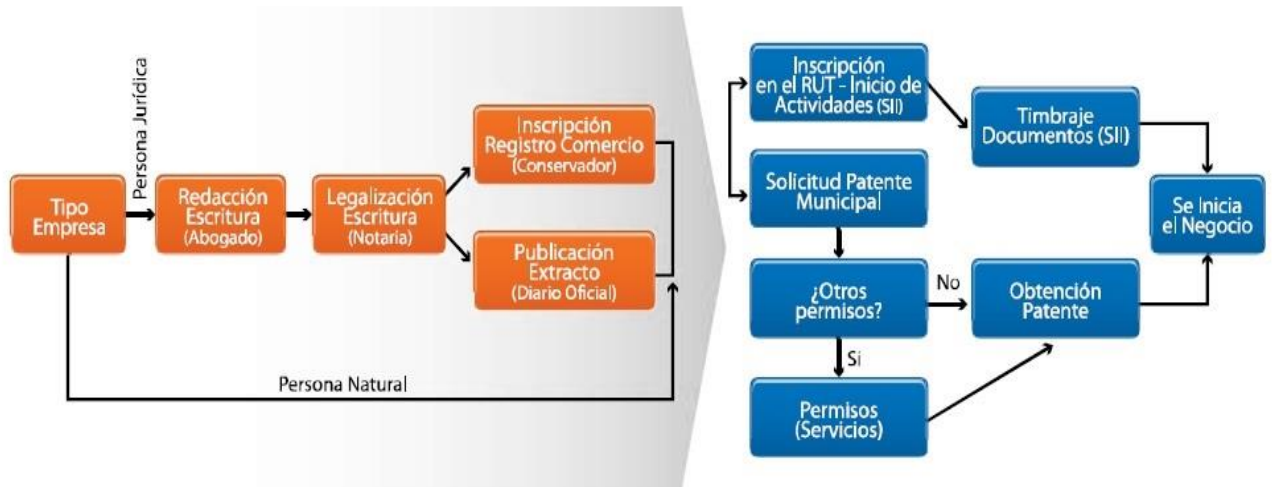 Tipo
Empresa
Persona Jurídica
Redacción
Escritura
(Abogado)
Legalización
Escritura
(Notaría)
Inscripción
Registro Comercio
(Conservador)
Publicación
Extracto
(Diario Oficial)
Persona Natural
Inscripción
en el RUT - Inicio de
Actividades (SII)
Timbraje
Documentos (SII)
Solicitud Patente
Municipal
Se Inicia
el Negocio
¿Otros
permisos?
No
Obtención
Patente
Si
Permisos
(Servicios)